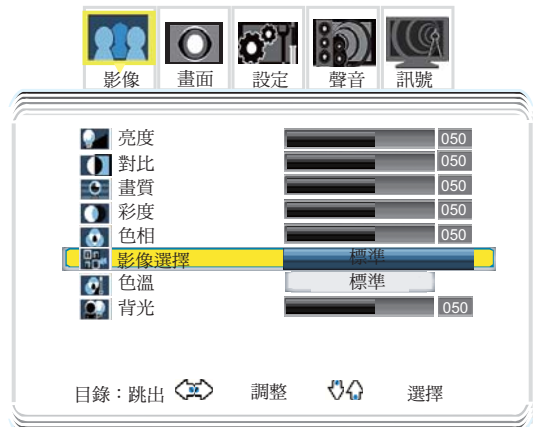 影像 畫面 設定 聲音 訊號
亮度 050
對比 050
畫質 050
彩度 050
色相 050
影像選擇 標準
色溫 標準
背光 050
目錄：跳出 調整 選擇